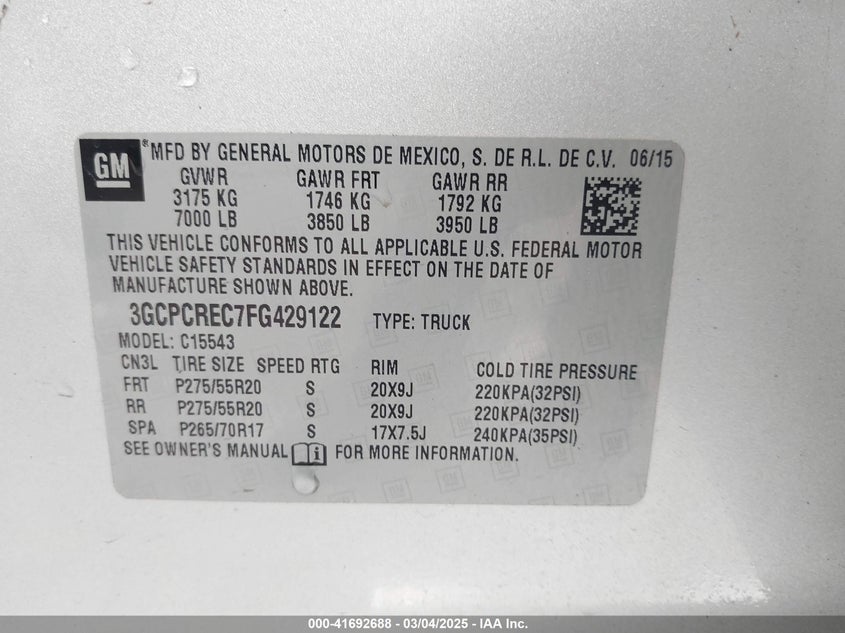 GM ® MFD BY GENERAL MOTORS DE MEXICO, S. DE R.L. DE C.V. 06/15
GVWR GAWR FRT GAWR RR
3175 KG 1746 KG 1792 KG
7000 LB 3850 LB 3950 LB
THIS VEHICLE CONFORMS TO ALL APPLICABLE U.S. FEDERAL MOTOR
VEHICLE SAFETY STANDARDS IN EFFECT ON THE DATE OF
MANUFACTURE SHOWN ABOVE.
3GCPCREC7FG429122 TYPE: TRUCK
MODEL: C15543
CN3L TIRE SIZE SPEED RTG RIM COLD TIRE PRESSURE
FRT P275/55R20 S 20X9J 220KPA(32PSI)
RR P275/55R20 S 20X9J 220KPA(32PSI)
SPA P265/70R17 S 17X7.5J 240KPA(35PSI)
SEE OWNER'S MANUAL i FOR MORE INFORMATION.
000-41692688 - 03/04/2025 - IAA Inc.